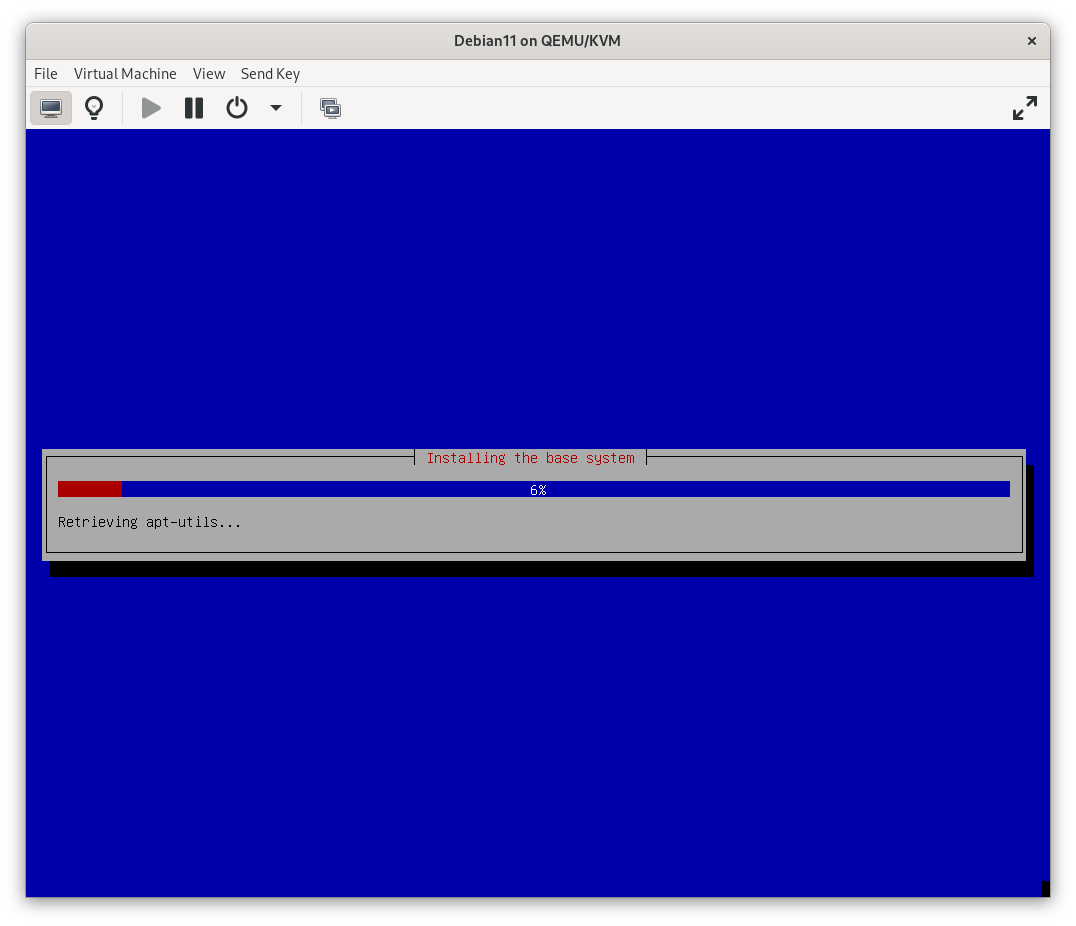 Debian11 on QEMU/KVM
File Virtual Machine View Send Key
Installing the base system
6%
Retrieving apt-utils...